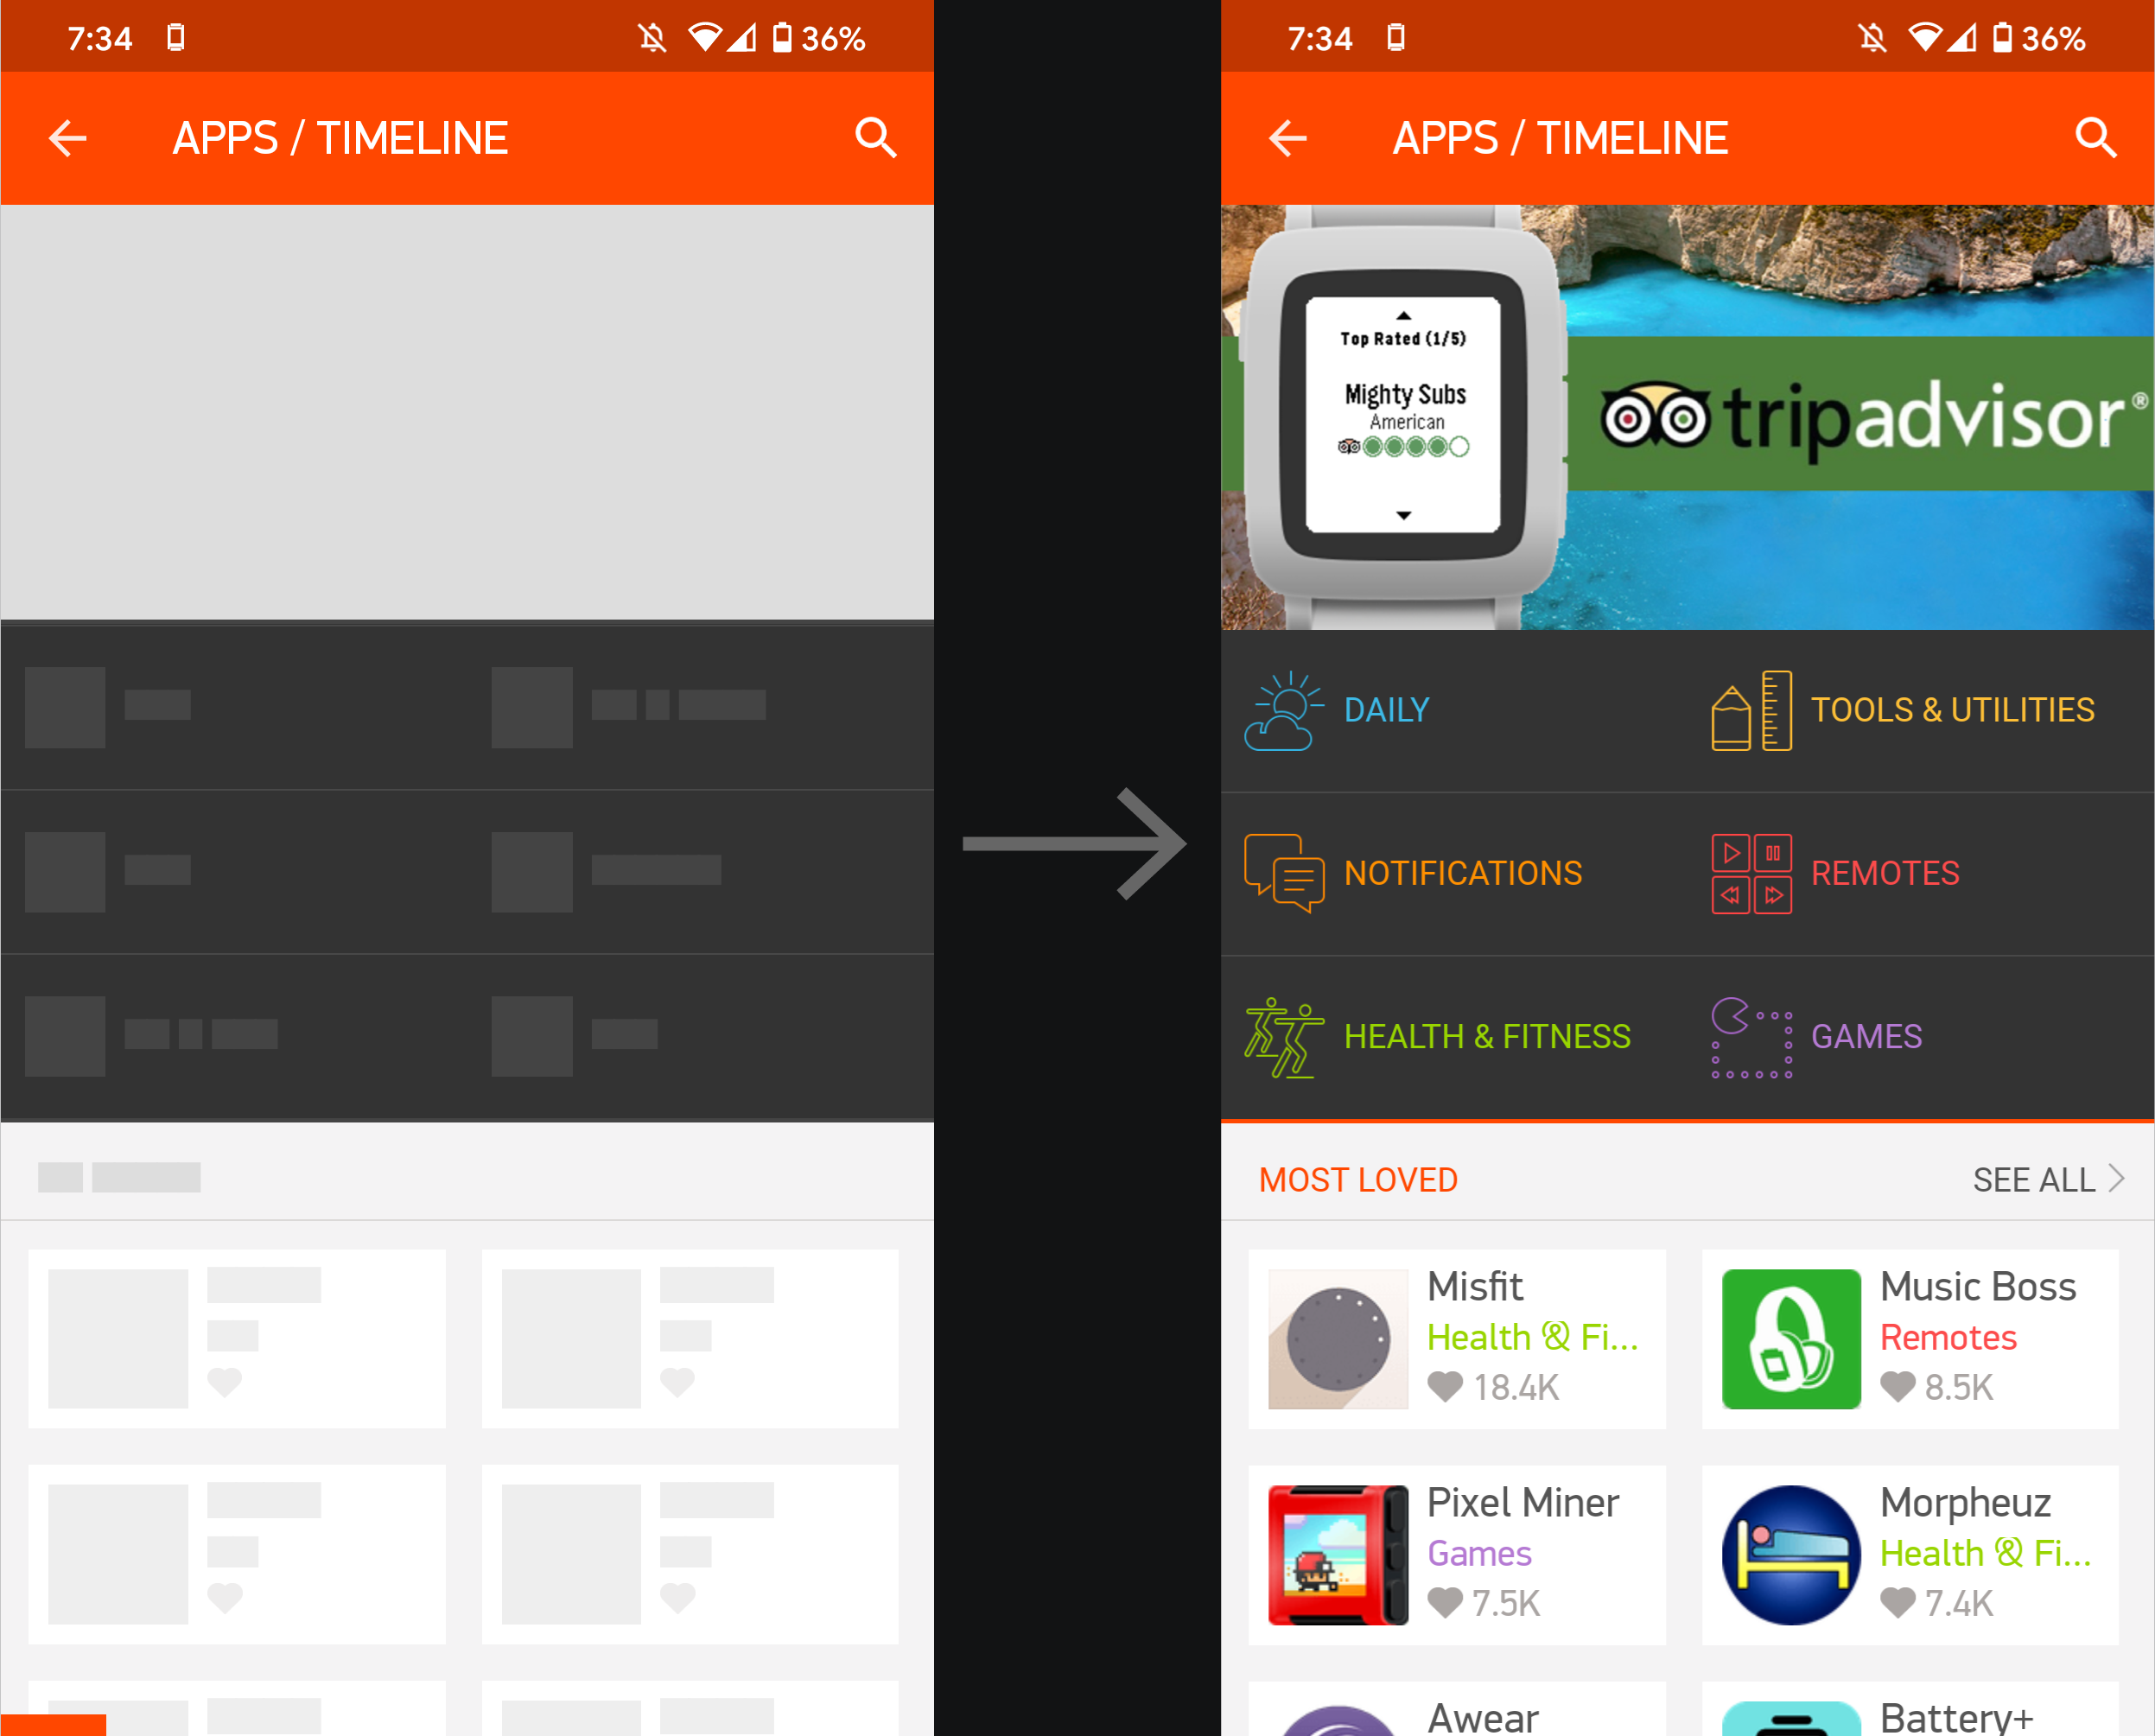 7:34 36%
APPS / TIMELINE
7:34 36%
APPS / TIMELINE
Top Rated (1/5)
Mighty Subs
American
tripadvisor®
DAILY
TOOLS & UTILITIES
NOTIFICATIONS
REMOTES
HEALTH & FITNESS
GAMES
MOST LOVED
SEE ALL
Misfit
Health & Fi...
18.4K
Music Boss
Remotes
8.5K
Pixel Miner
Games
7.5K
Morpheuz
Health & Fi...
7.4K
Awear
Battery+